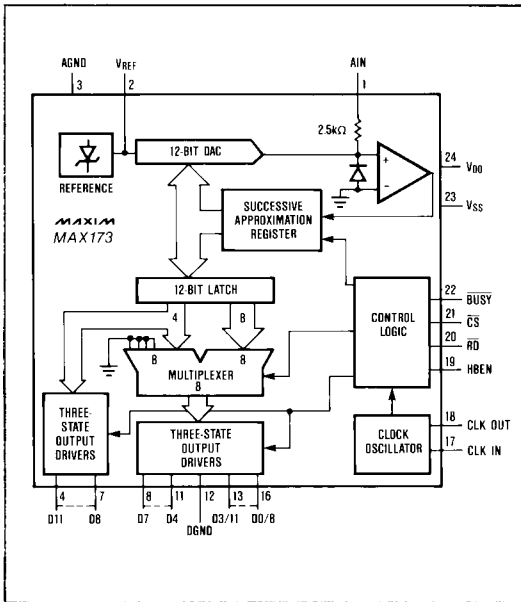 AGND VREF AIN
3 2 1
2.5kΩ
12-BIT DAC
REFERENCE
+
−
24 VDD
23 VSS
MAXIM
MAX173
SUCCESSIVE
APPROXIMATION
REGISTER
12-BIT LATCH
4 8
8 8
MULTIPLEXER
8
CONTROL
LOGIC
22 BUSY
21 CS
20 RD
19 HBEN
THREE-STATE
OUTPUT
DRIVERS
THREE-STATE
OUTPUT
DRIVERS
CLOCK
OSCILLATOR
18 CLK OUT
17 CLK IN
4 7 8 11 12 13 16
D11 D8 D7 D4 DGND D3/11 D0/8